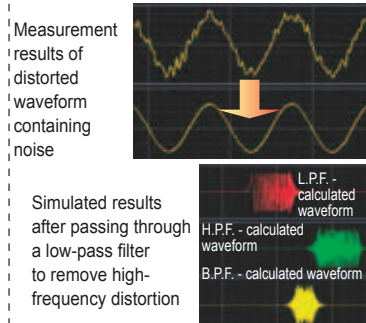 Measurement
results of
distorted
waveform
containing
noise
Simulated results
after passing through
a low-pass filter
to remove high-
frequency distortion
L.P.F. -
calculated
waveform
H.P.F. - calculated
waveform
B.P.F. - calculated waveform